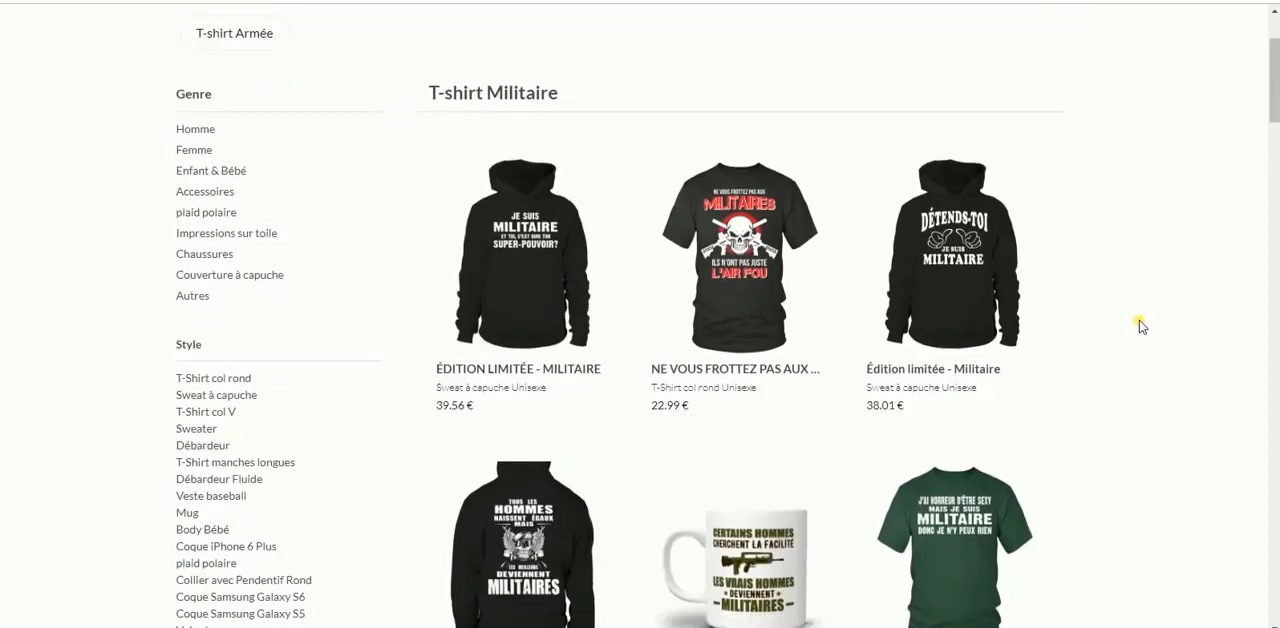 T-shirt Armée
Genre
Homme
Femme
Enfant & Bébé
Accessoires
plaid polaire
Impressions sur toile
Chaussures
Couverture à capuche
Autres
Style
T-Shirt col rond
Sweat à capuche
T-Shirt col V
Sweater
Débardeur
T-Shirt manches longues
Débardeur Fluide
Veste baseball
Mug
Body Bébé
Coque iPhone 6 Plus
plaid polaire
Collier avec Pendentif Rond
Coque Samsung Galaxy S6
Coque Samsung Galaxy S5
T-shirt Militaire
JE SUIS
MILITAIRE
ET TOI, C'EST QUOI TON
SUPER-POUVOIR?
ÉDITION LIMITÉE - MILITAIRE
Sweat à capuche Unisexe
39.56 €
NE VOUS FROTTEZ PAS AUX
MILITAIRES
ILS N'ONT PAS JUSTE
L'AIR FOU
NE VOUS FROTTEZ PAS AUX ...
T-Shirt col rond Unisexe
22.99 €
DÉTENDS-TOI
JE SUIS
MILITAIRE
Édition limitée - Militaire
Sweat à capuche Unisexe
38.01 €
TOUS LES
HOMMES
NAISSENT ÉGAUX
MAIS
LES MEILLEURS
DEVIENNENT
MILITAIRES
CERTAINS HOMMES
CHERCHENT LA FACILITÉ
LES VRAIS HOMMES
DEVIENNENT
MILITAIRES
J'AI HORREUR D'ÊTRE SEXY
MAIS JE SUIS
MILITAIRE
DONC JE N'Y PEUX RIEN